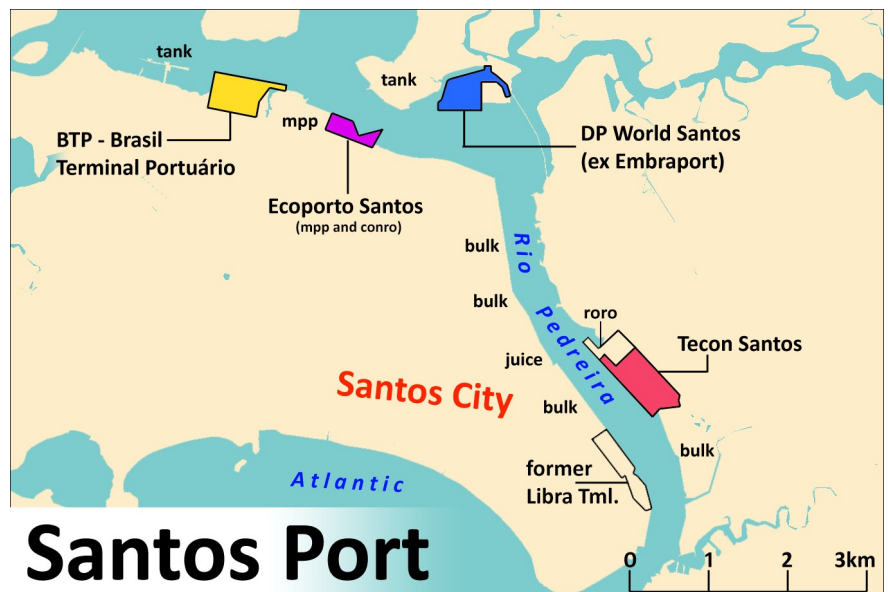 tank
tank
mpp
BTP - Brasil
Terminal Portuário
DP World Santos
(ex Embraport)
Ecoporto Santos
(mpp and conro)
bulk
Rio
bulk
Pedreira
roro
Tecon Santos
juice
Santos City
bulk
bulk
former
Libra Tml.
Atlantic
Santos Port
0 1 2 3km